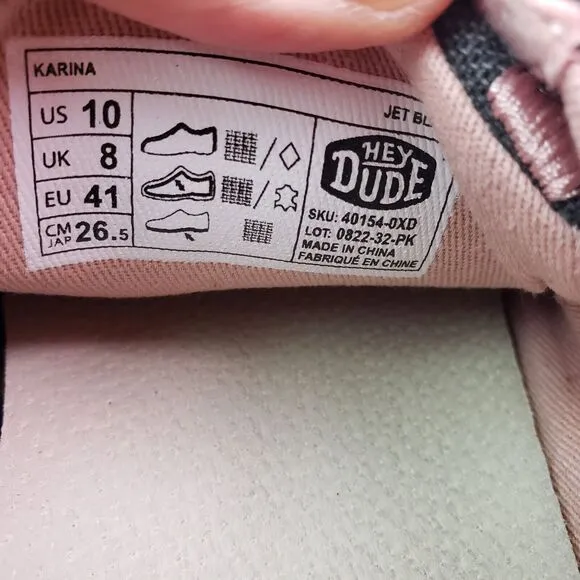 KARINA
JET BL
US 10
UK 8
EU 41
CM JAP 26.5
HEY
DUDE
SKU: 40154-0XD
LOT: 0822-32-PK
MADE IN CHINA
FABRIQUÉ EN CHINE